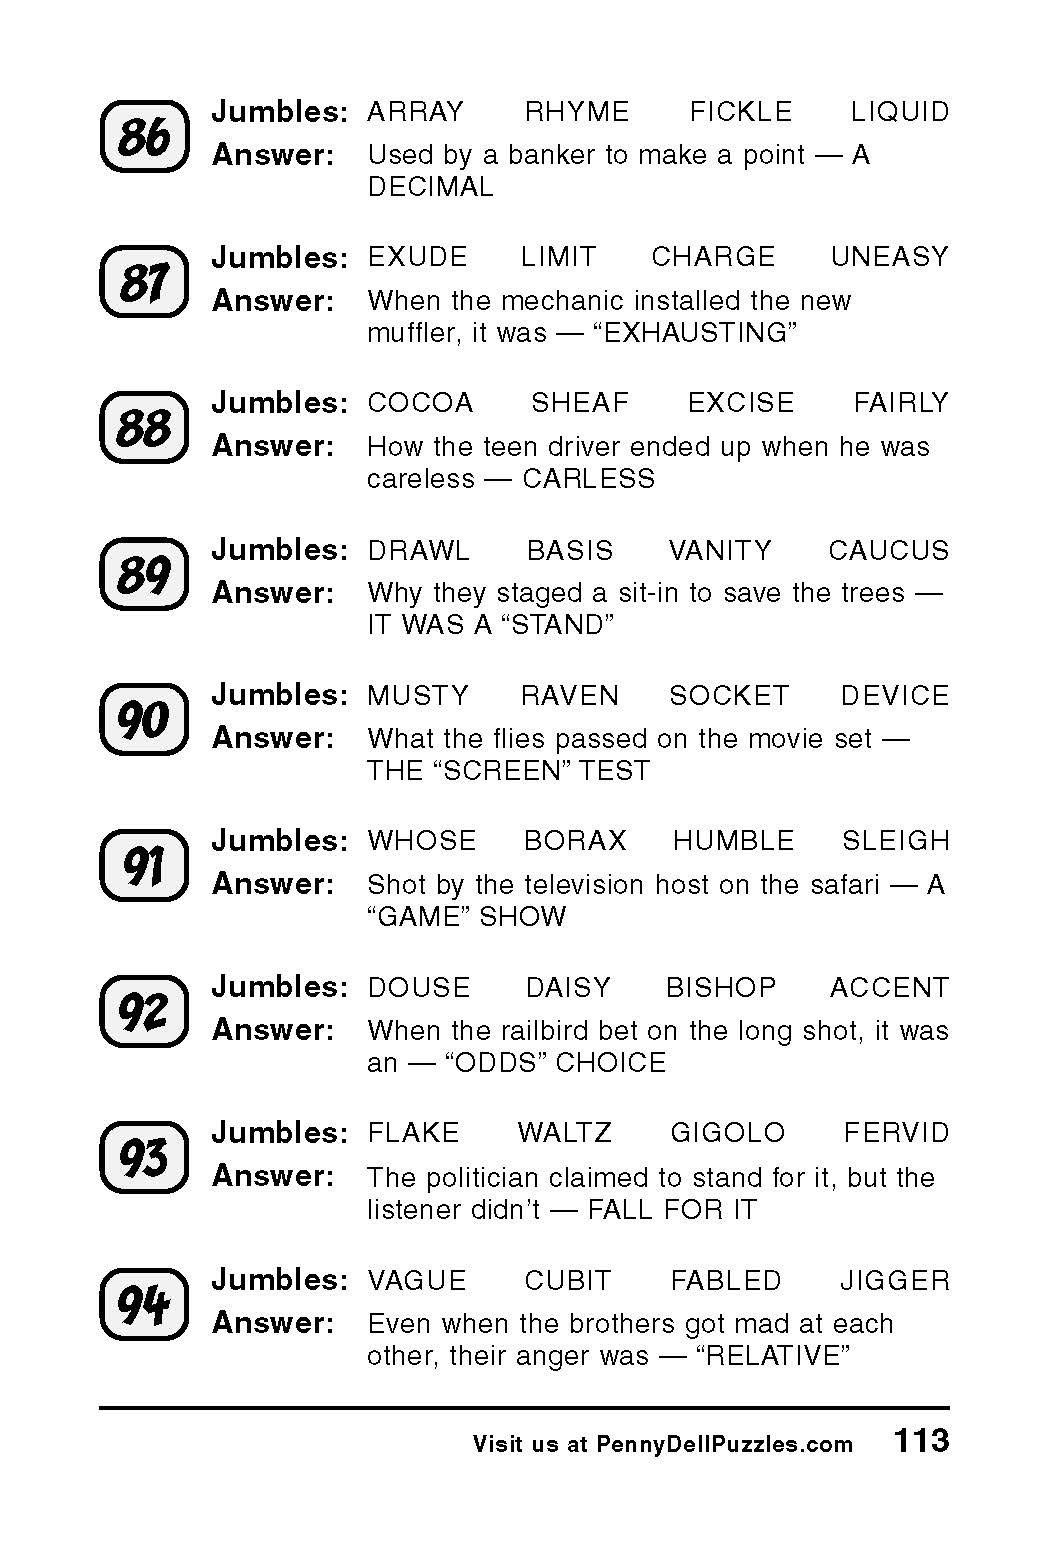 86
Jumbles: ARRAY RHYME FICKLE LIQUID
Answer: Used by a banker to make a point — A
DECIMAL
87
Jumbles: EXUDE LIMIT CHARGE UNEASY
Answer: When the mechanic installed the new
muffler, it was — “EXHAUSTING”
88
Jumbles: COCOA SHEAF EXCISE FAIRLY
Answer: How the teen driver ended up when he was
careless — CARLESS
89
Jumbles: DRAWL BASIS VANITY CAUCUS
Answer: Why they staged a sit-in to save the trees —
IT WAS A “STAND”
90
Jumbles: MUSTY RAVEN SOCKET DEVICE
Answer: What the flies passed on the movie set —
THE “SCREEN” TEST
91
Jumbles: WHOSE BORAX HUMBLE SLEIGH
Answer: Shot by the television host on the safari — A
“GAME” SHOW
92
Jumbles: DOUSE DAISY BISHOP ACCENT
Answer: When the railbird bet on the long shot, it was
an — “ODDS” CHOICE
93
Jumbles: FLAKE WALTZ GIGOLO FERVID
Answer: The politician claimed to stand for it, but the
listener didn’t — FALL FOR IT
94
Jumbles: VAGUE CUBIT FABLED JIGGER
Answer: Even when the brothers got mad at each
other, their anger was — “RELATIVE”
Visit us at PennyDellPuzzles.com 113